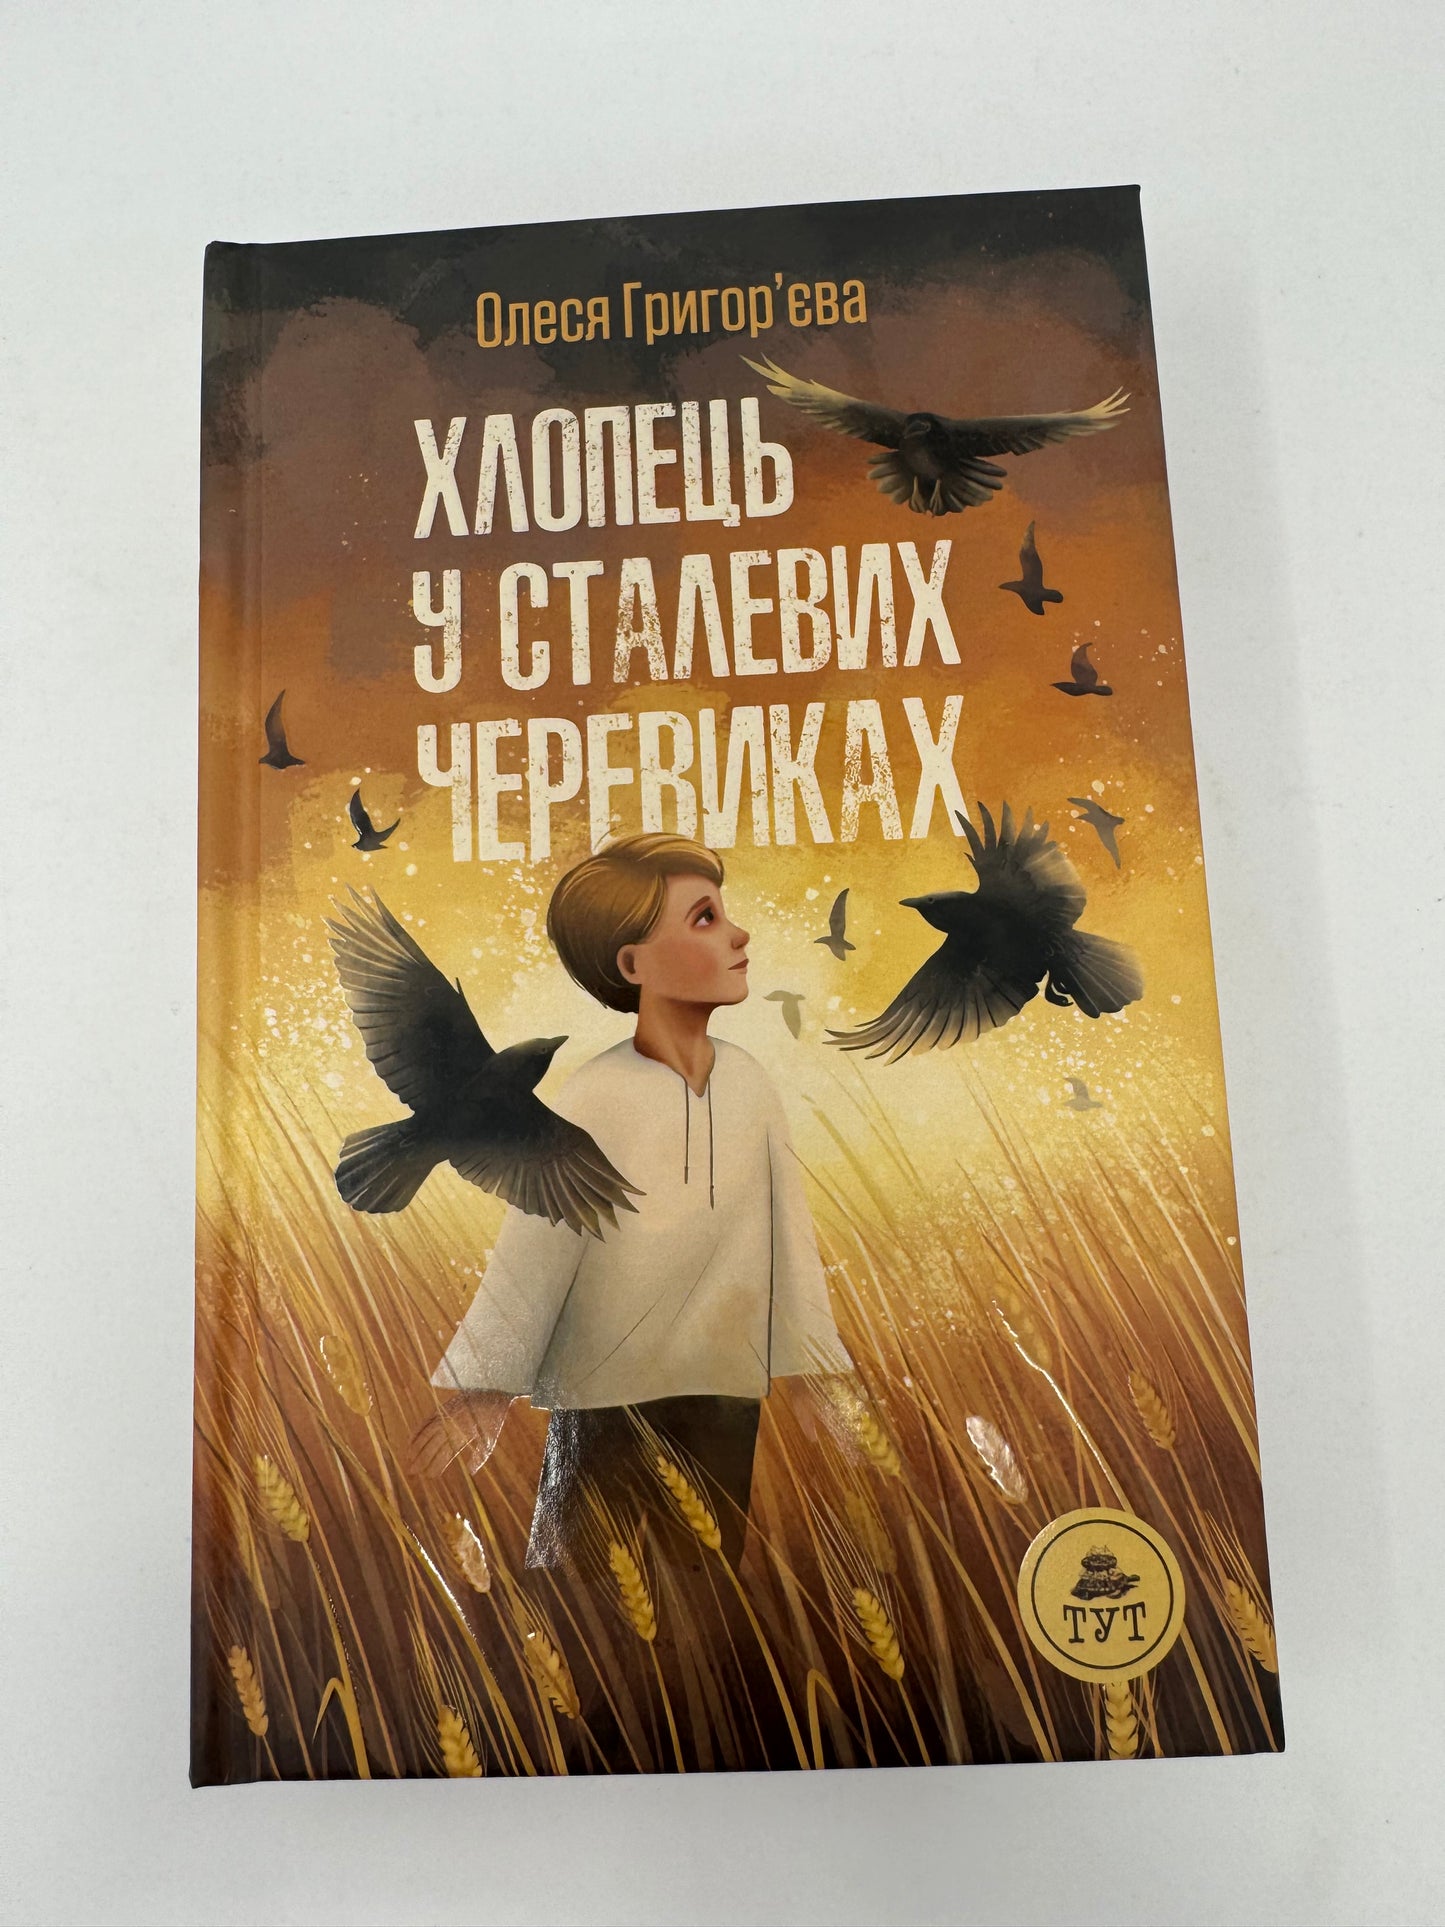 Олеся Григор’єва
ХЛОПЕЦЬ
У СТАЛЕВИХ
ЧЕРЕВИКАХ
ТУТ